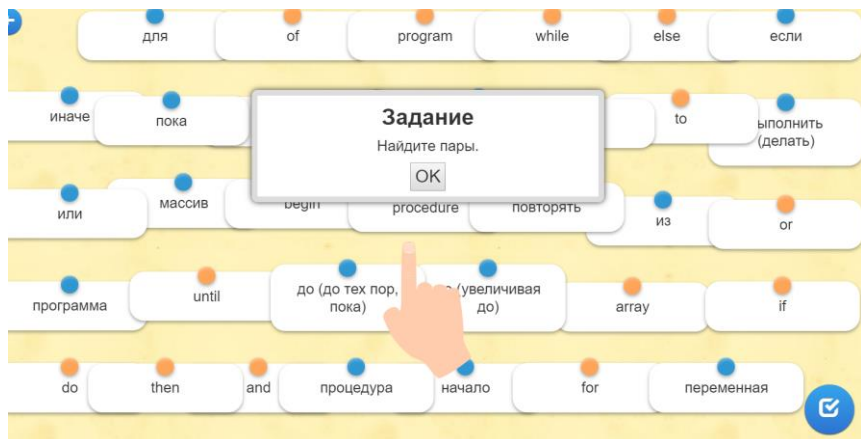 для of program while else если
Задание
Найдите пары.
OK
иначе пока to выполнить
(делать)
или массив begin procedure повторять из or
программа until до (до тех пор,
пока) (увеличивая
до) array if
do then and процедура начало for переменная